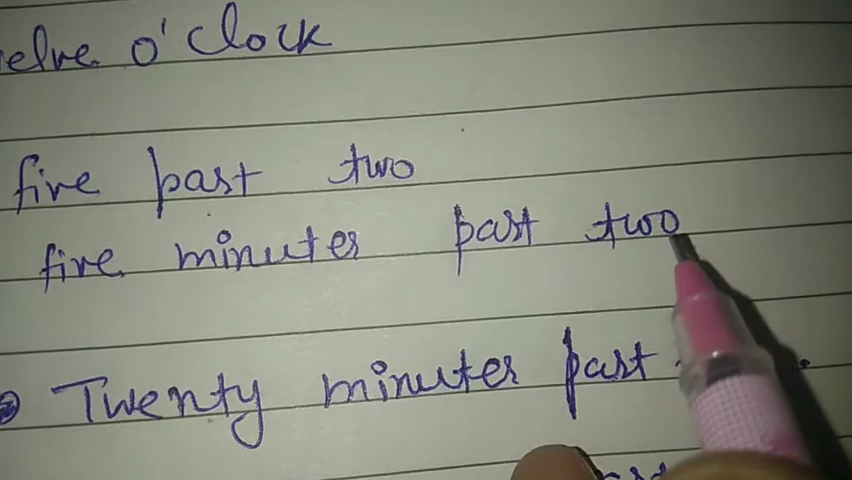 o'clock
five past two
five minutes past two
Twenty minutes past